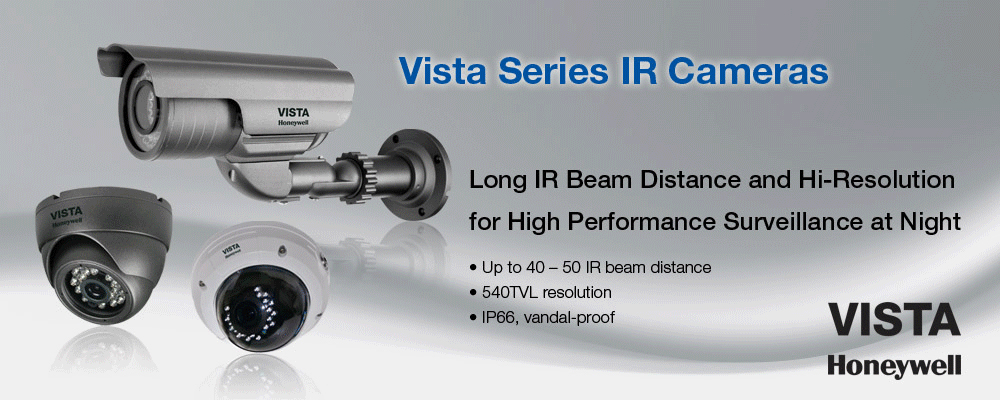 Vista Series IR Cameras
VISTA
Honeywell
Long IR Beam Distance and Hi-Resolution
for High Performance Surveillance at Night
VISTA
Honeywell
VISTA
Honeywell
• Up to 40 – 50 IR beam distance
• 540TVL resolution
• IP66, vandal-proof
VISTA
Honeywell